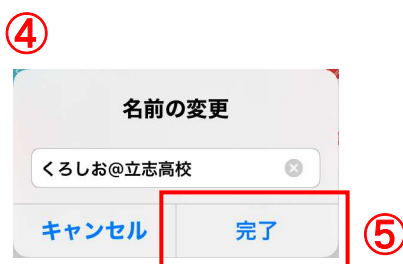 ④
名前の変更
くろしお@立志高校
キャンセル 完了
⑤